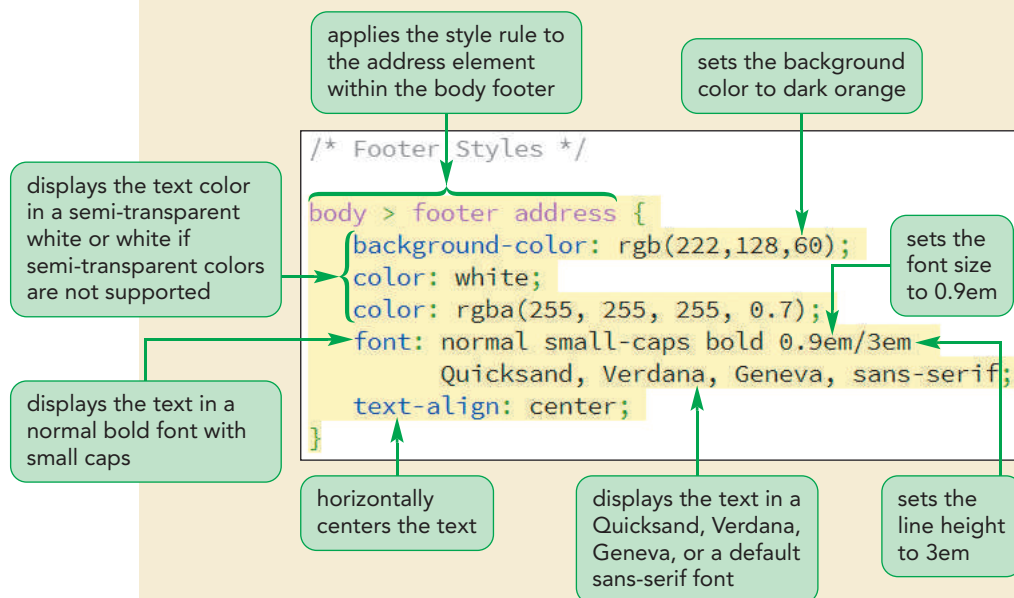 applies the style rule to
the address element
within the body footer
sets the background
color to dark orange
displays the text color
in a semi-transparent
white or white if
semi-transparent colors
are not supported
/* Footer Styles */
body > footer address {
background-color: rgb(222,128,60);
color: white;
color: rgba(255, 255, 255, 0.7);
font: normal small-caps bold 0.9em/3em
Quicksand, Verdana, Geneva, sans-serif;
text-align: center;
}
sets the
font size
to 0.9em
displays the text in a
normal bold font with
small caps
horizontally
centers the text
displays the text in a
Quicksand, Verdana,
Geneva, or a default
sans-serif font
sets the
line height
to 3em